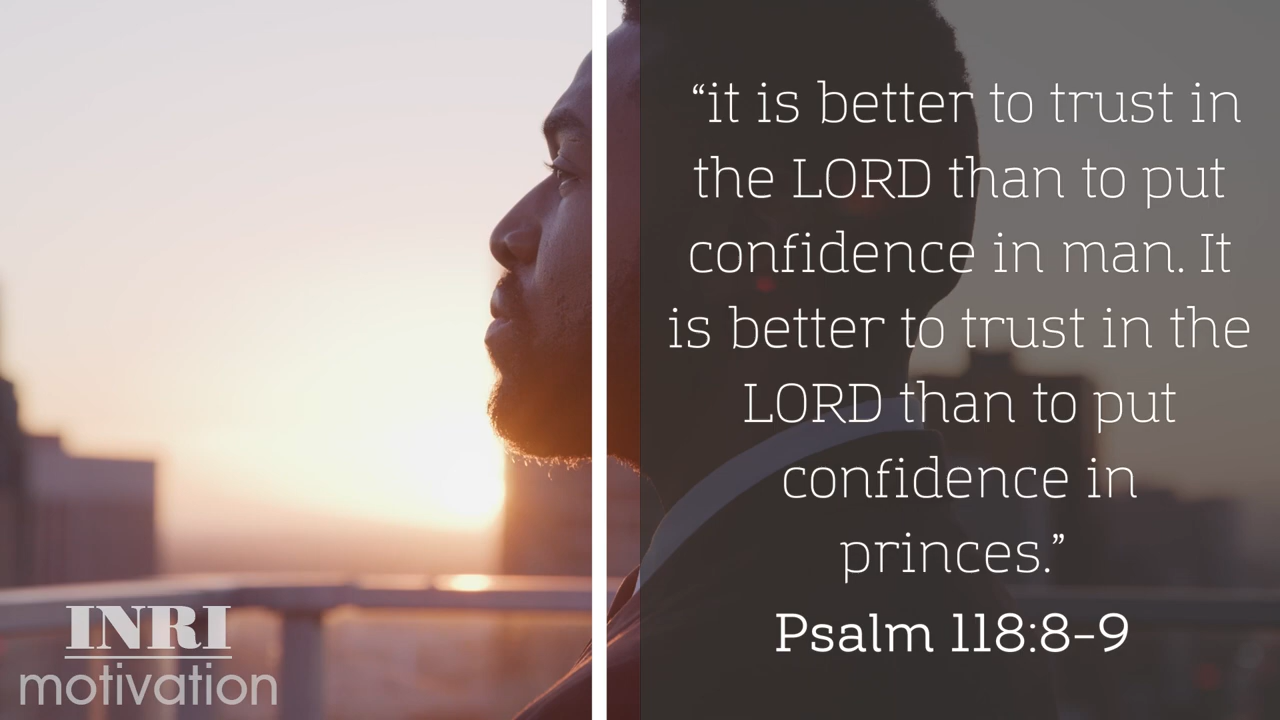 “it is better to trust in
the LORD than to put
confidence in man. It
is better to trust in the
LORD than to put
confidence in
princes.”
Psalm 118:8-9
INRI
motivation